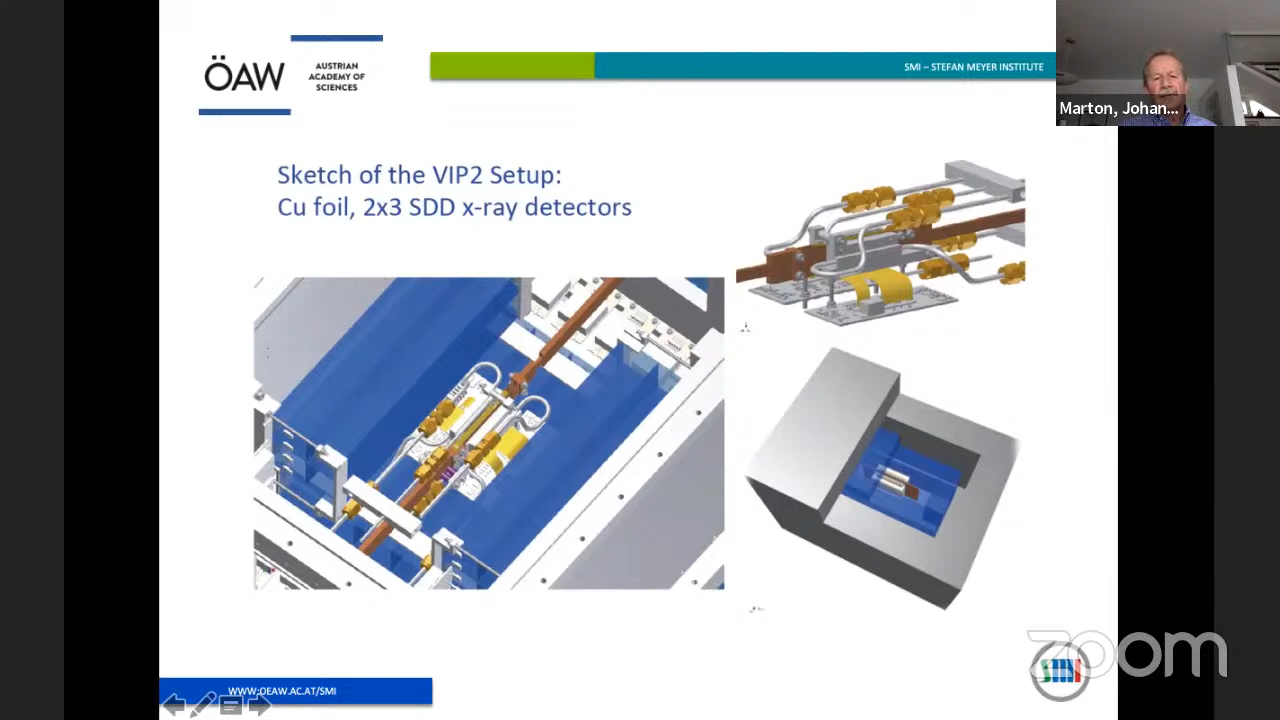 ÖAW
AUSTRIAN
ACADEMY OF
SCIENCES
SMI – STEFAN MEYER INSTITUTE
Marton, Johan...
Sketch of the VIP2 Setup:
Cu foil, 2x3 SDD x-ray detectors
WWW.OEAW.AC.AT/SMI
zoom
SMI